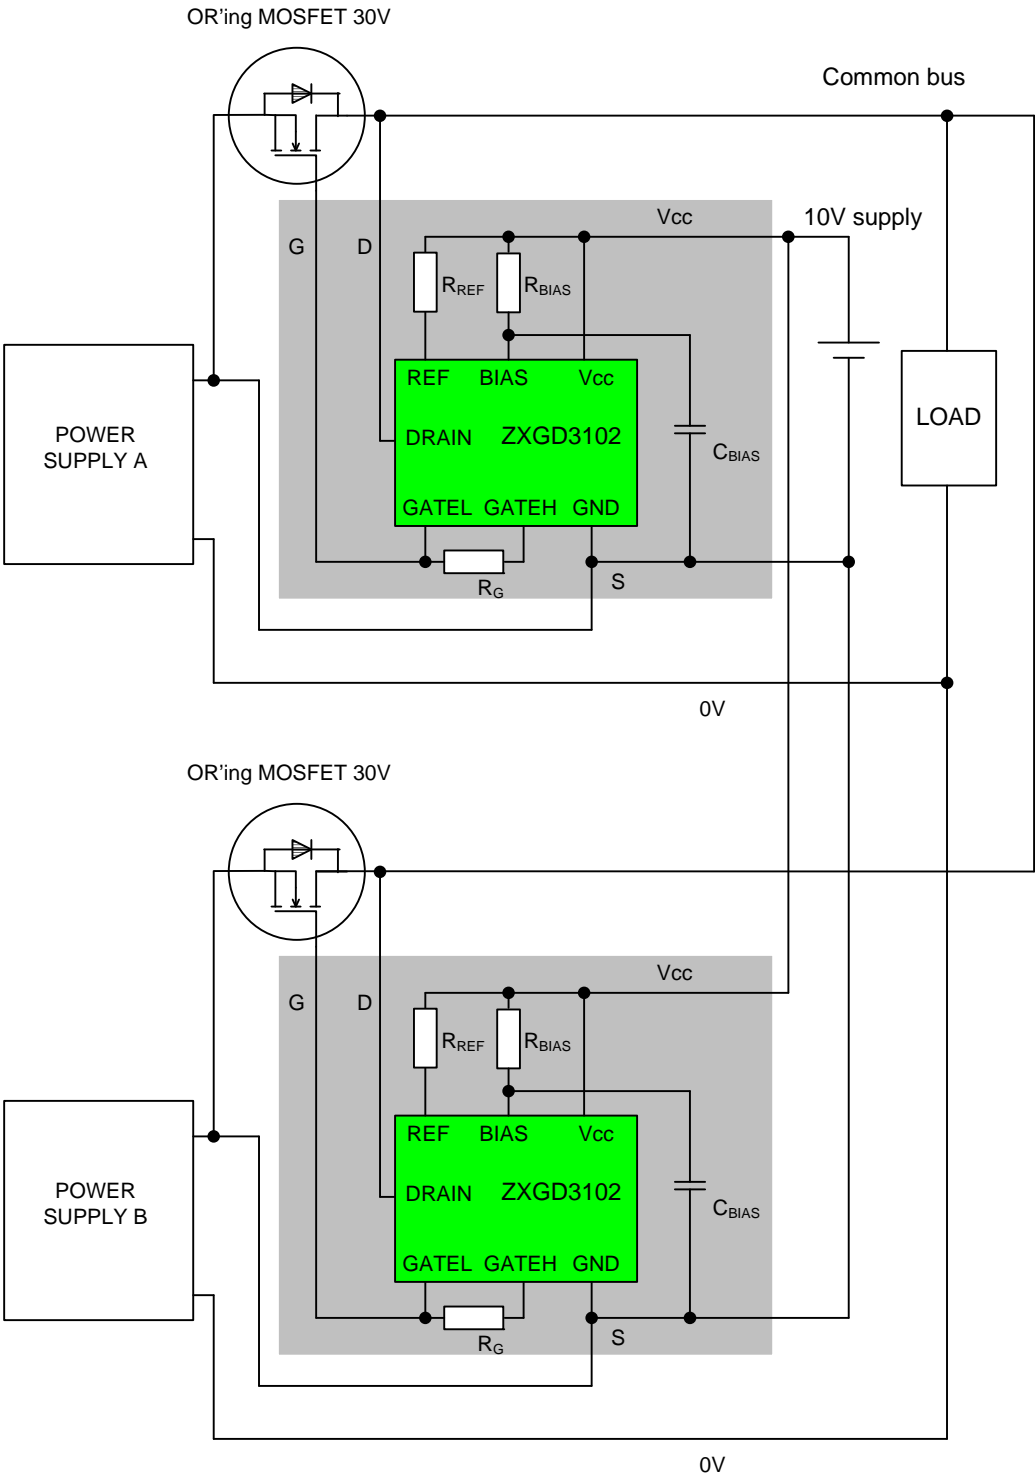 OR'ing MOSFET 30V
Common bus
Vcc
10V supply
G
D
RREF
RBIAS
REF BIAS Vcc
POWER
SUPPLY A
DRAIN ZXGD3102
CBIAS
LOAD
GATEL GATEH GND
RG
S
0V
OR'ing MOSFET 30V
Vcc
G
D
RREF
RBIAS
REF BIAS Vcc
POWER
SUPPLY B
DRAIN ZXGD3102
CBIAS
GATEL GATEH GND
RG
S
0V